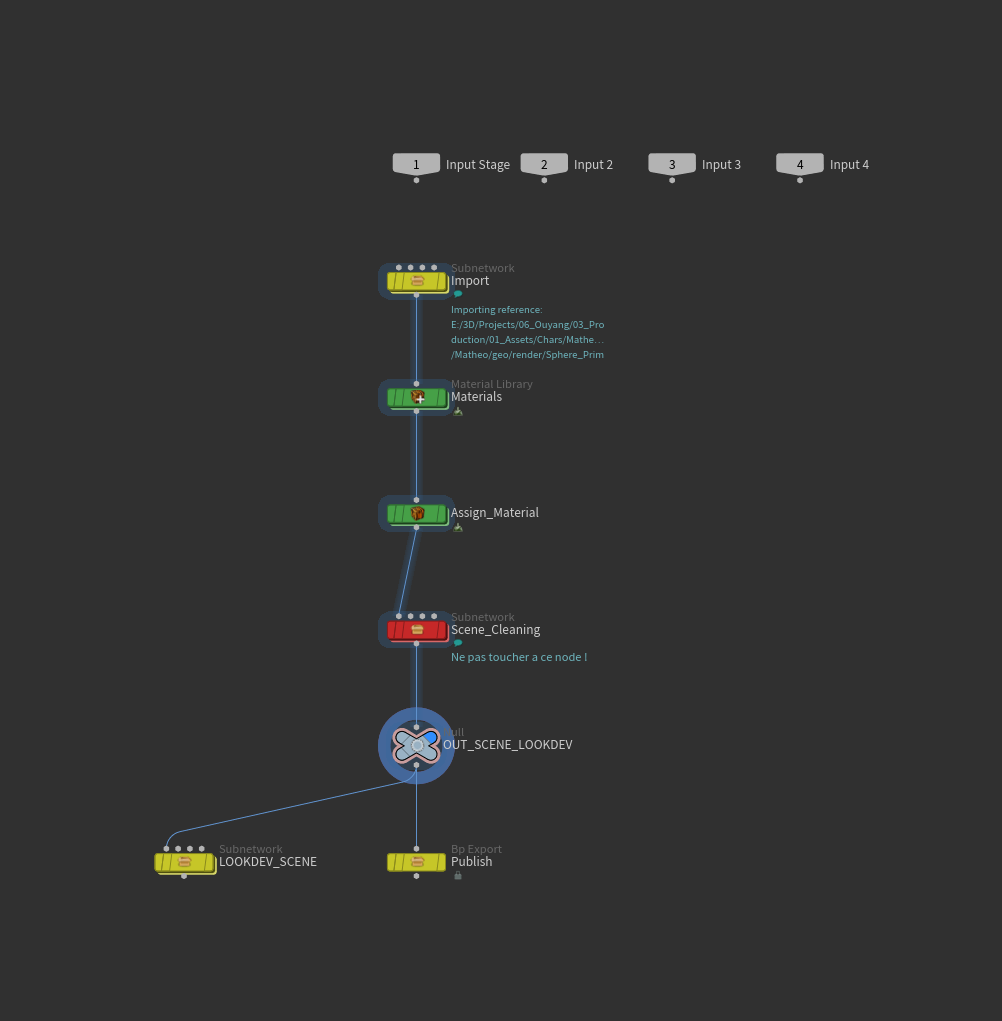 1 Input Stage 2 Input 2 3 Input 3 4 Input 4
Subnetwork
Import
Importing reference:
E:/3D/Projects/06_Ouyang/03_Pro
duction/01_Assets/Chars/Mathe...
/Matheo/geo/render/Sphere_Prim
Material Library
Materials
Assign_Material
Subnetwork
Scene_Cleaning
Ne pas toucher a ce node !
ull
OUT_SCENE_LOOKDEV
Subnetwork
LOOKDEV_SCENE
Bp Export
Publish